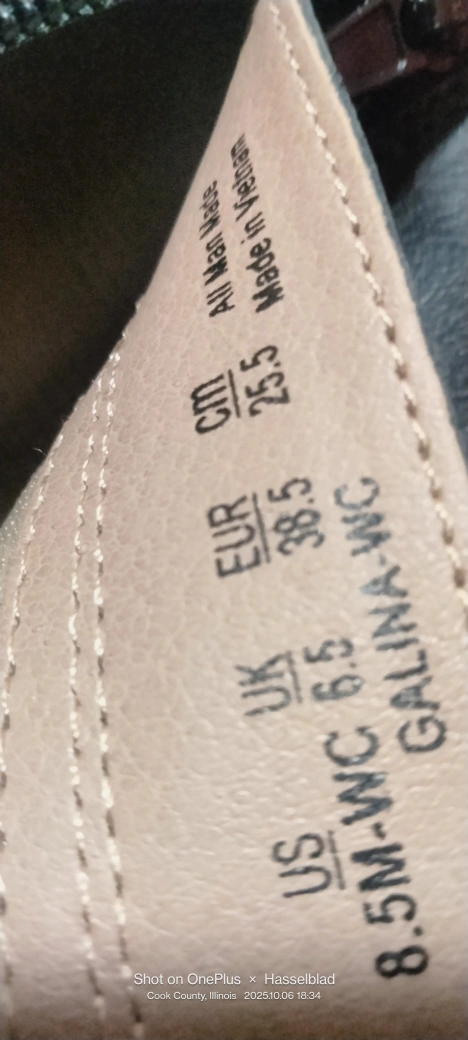 US UK EUR cm All Man Made
8.5M-WC 6.5 38.5 25.5 Made in Vietnam
GALINA-WC
Shot on OnePlus × Hasselblad
Cook County, Illinois 2025.10.06 18:34